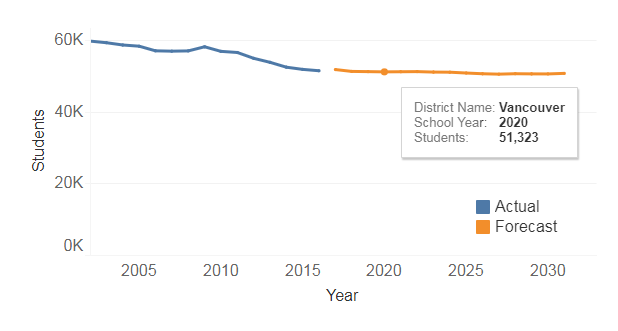 60K
40K
20K
0K
Students
District Name: Vancouver
School Year: 2020
Students: 51,323
Actual
Forecast
2005 2010 2015 2020 2025 2030
Year